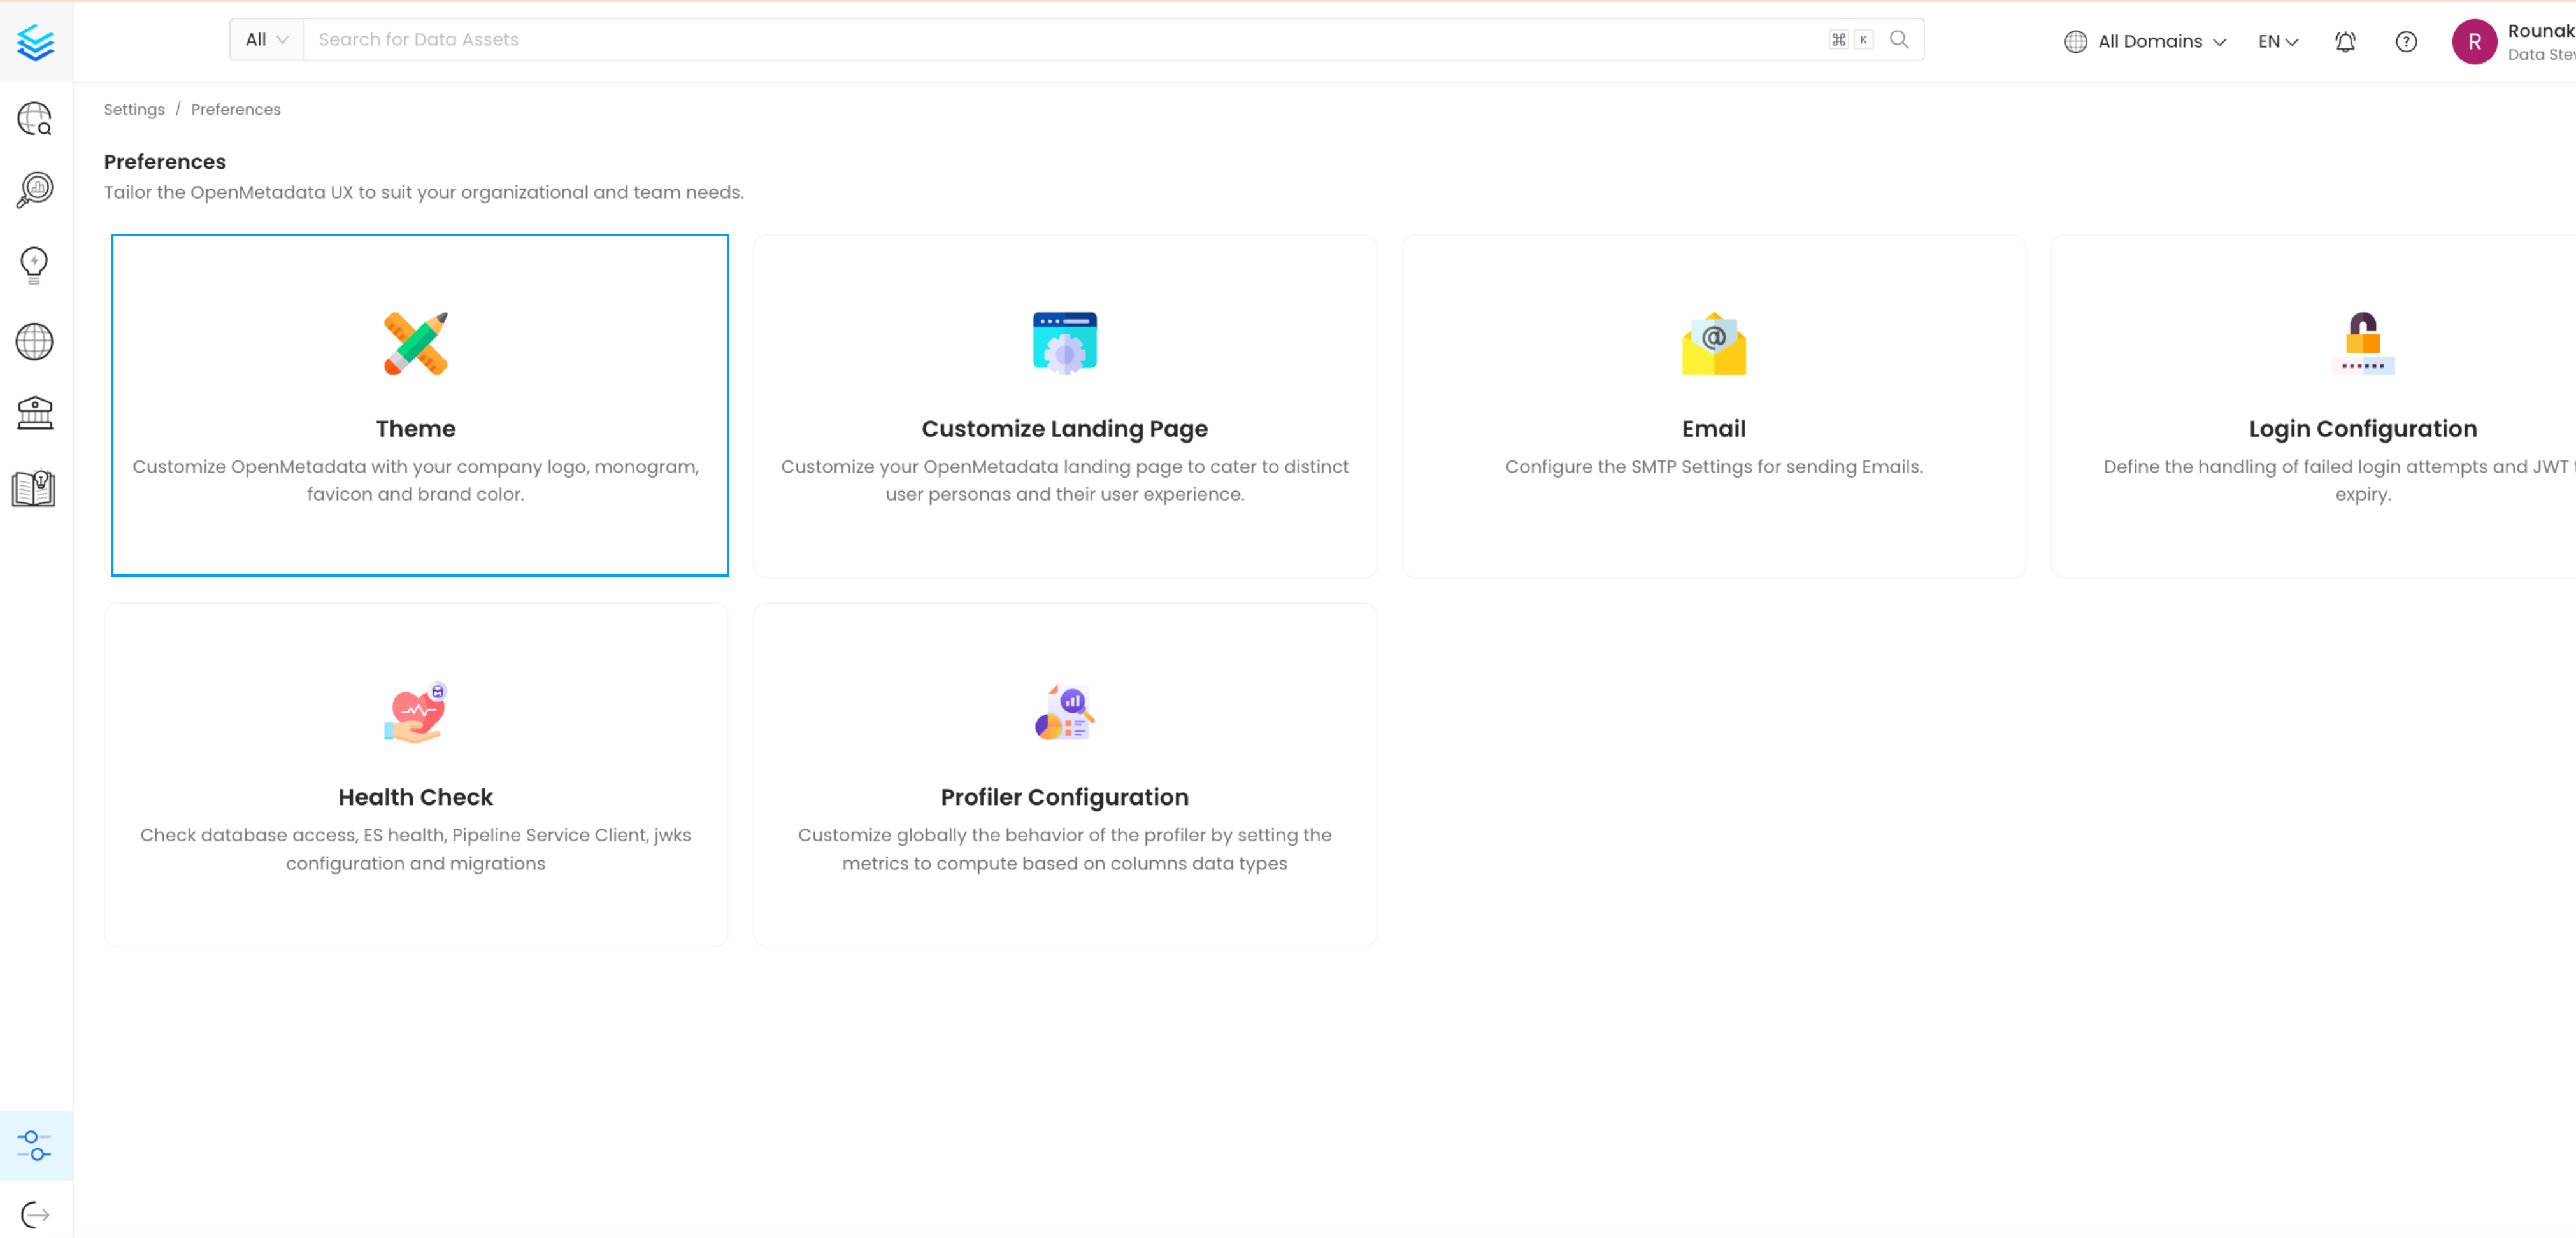 All
Search for Data Assets
⌘ K
All Domains
EN
R
Rounak
Data Ste
Settings / Preferences
Preferences
Tailor the OpenMetadata UX to suit your organizational and team needs.
Theme
Customize OpenMetadata with your company logo, monogram,
favicon and brand color.
Customize Landing Page
Customize your OpenMetadata landing page to cater to distinct
user personas and their user experience.
@
Email
Configure the SMTP Settings for sending Emails.
Login Configuration
Define the handling of failed login attempts and JWT
expiry.
Health Check
Check database access, ES health, Pipeline Service Client, jwks
configuration and migrations
Profiler Configuration
Customize globally the behavior of the profiler by setting the
metrics to compute based on columns data types